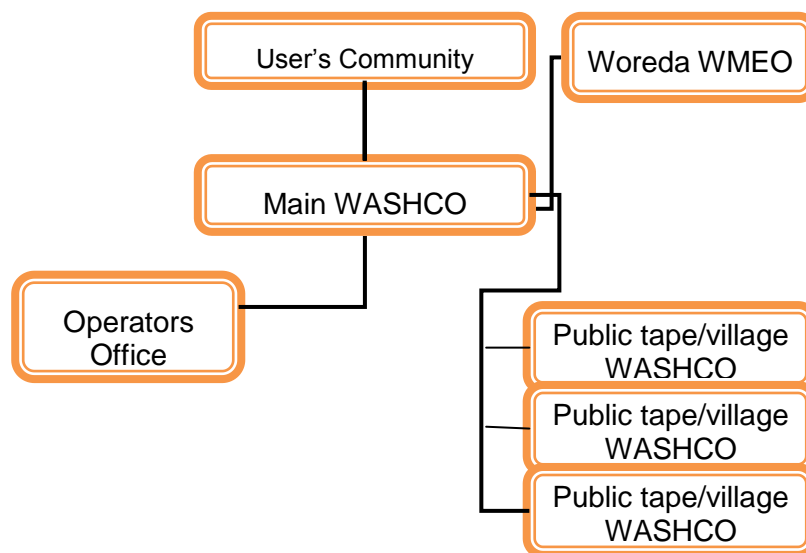 User's Community
Woreda WMEO
Main WASHCO
Operators
Office
Public tape/village
WASHCO
Public tape/village
WASHCO
Public tape/village
WASHCO